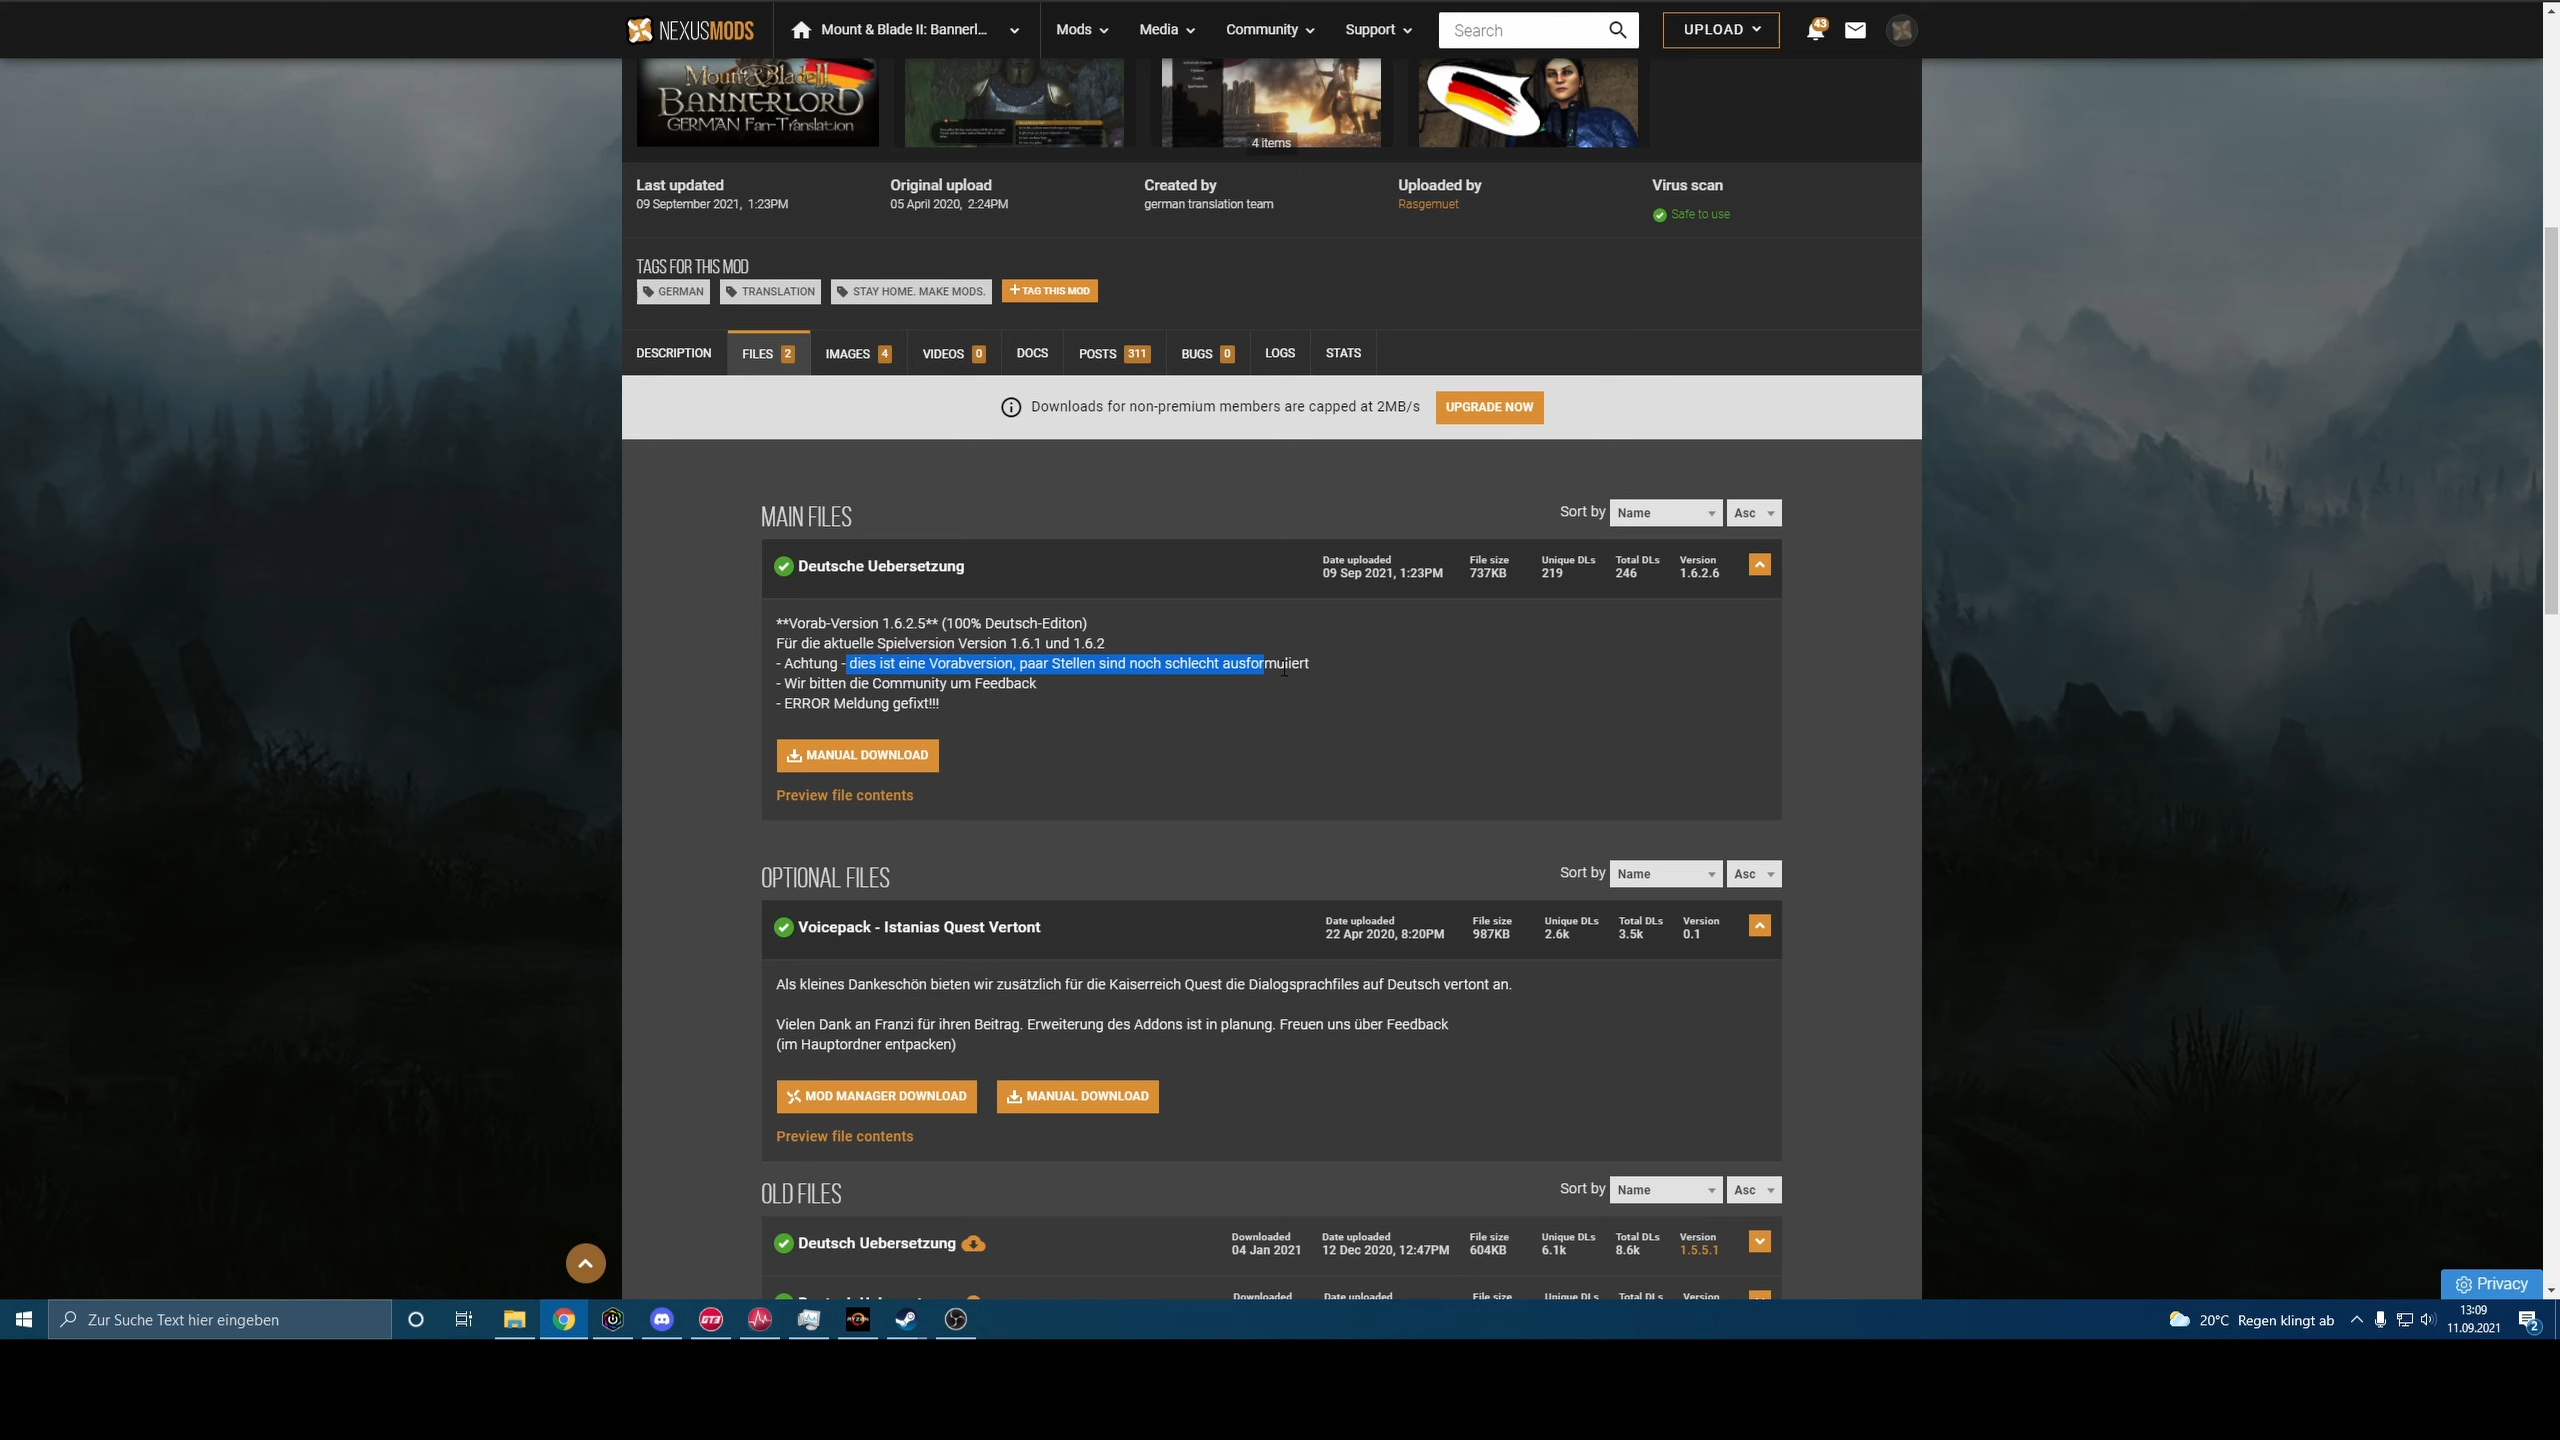 NEXUSMODS
Mount & Blade II: Bannerl...
Mods
Media
Community
Support
Search
UPLOAD
43
Mount & Blade II
BANNERLORD
GERMAN Fan-Translation
4 items
Last updated
09 September 2021, 1:23PM
Original upload
05 April 2020, 2:24PM
Created by
german translation team
Uploaded by
Rasgemuet
Virus scan
Safe to use
TAGS FOR THIS MOD
GERMAN
TRANSLATION
STAY HOME. MAKE MODS.
+ TAG THIS MOD
DESCRIPTION
FILES 2
IMAGES 4
VIDEOS 0
DOCS
POSTS 311
BUGS 0
LOGS
STATS
Downloads for non-premium members are capped at 2MB/s
UPGRADE NOW
MAIN FILES
Sort by Name Asc
Deutsche Uebersetzung
Date uploaded
09 Sep 2021, 1:23PM
File size
737KB
Unique DLs
219
Total DLs
246
Version
1.6.2.6
**Vorab-Version 1.6.2.5** (100% Deutsch-Editon)
Für die aktuelle Spielversion Version 1.6.1 und 1.6.2
- Achtung - dies ist eine Vorabversion, paar Stellen sind noch schlecht ausformuliert
- Wir bitten die Community um Feedback
- ERROR Meldung gefixt!!!
MANUAL DOWNLOAD
Preview file contents
OPTIONAL FILES
Sort by Name Asc
Voicepack - Istanias Quest Vertont
Date uploaded
22 Apr 2020, 8:20PM
File size
987KB
Unique DLs
2.6k
Total DLs
3.5k
Version
0.1
Als kleines Dankeschön bieten wir zusätzlich für die Kaiserreich Quest die Dialogsprachfiles auf Deutsch vertont an.
Vielen Dank an Franzi für ihren Beitrag. Erweiterung des Addons ist in planung. Freuen uns über Feedback
(im Hauptordner entpacken)
MOD MANAGER DOWNLOAD
MANUAL DOWNLOAD
Preview file contents
OLD FILES
Sort by Name Asc
Deutsch Uebersetzung
Downloaded
04 Jan 2021
Date uploaded
12 Dec 2020, 12:47PM
File size
604KB
Unique DLs
6.1k
Total DLs
8.6k
Version
1.5.5.1
Downloaded
Date uploaded
File size
Unique DLs
Total DLs
Version
Privacy
Zur Suche Text hier eingeben
GT3
RYZEN
20°C Regen klingt ab
13:09
11.09.2021
2